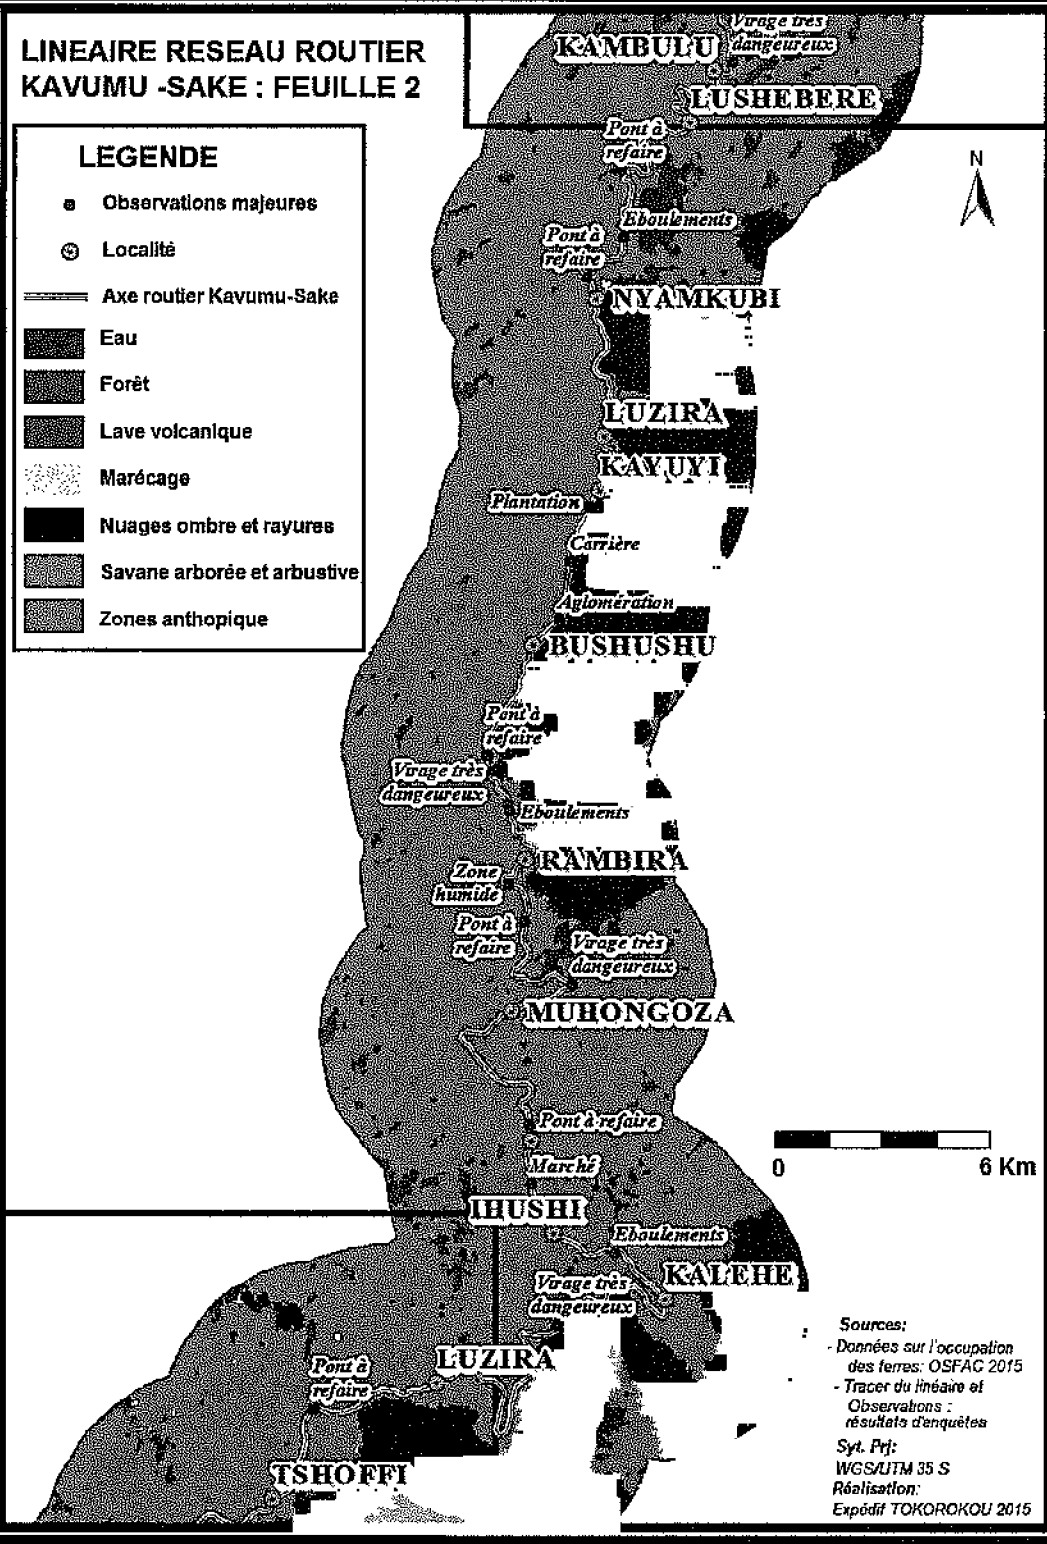 LINEAIRE RESEAU ROUTIER
KAVUMU -SAKE : FEUILLE 2
LEGENDE
Observations majeures
Localité
Axe routier Kavumu-Sake
Eau
Forêt
Lave volcanique
Marécage
Nuages ombre et rayures
Savane arborée et arbustive
Zones anthopique
Virage très
dangeureux
KAMBULU
LUSHEBERE
Pont à
refaire
N
Eboulements
Pont à
refaire
NYAMKUBI
LUZIRA
KAYUYI
Plantation
Carrière
Aglomération
BUSHUSHU
Pont à
refaire
Virage très
dangeureux
Eboulements
RAMBIRA
Zone
humide
Pont à
refaire
Virage très
dangeureux
MUHONGOZA
Pont à refaire
0 6 Km
Marché
IHUSHI
Eboulements
KALEHE
Virage très
dangeureux
LUZIRA
Pont à
refaire
TSHOFFI
Sources:
- Données sur l'occupation
des terres: OSFAC 2015
- Tracer du linéaire et
Observations :
résultats d'enquêtes
Syt. Prj:
WGS/UTM 35 S
Réalisation:
Expédit TOKOROKOU 2015